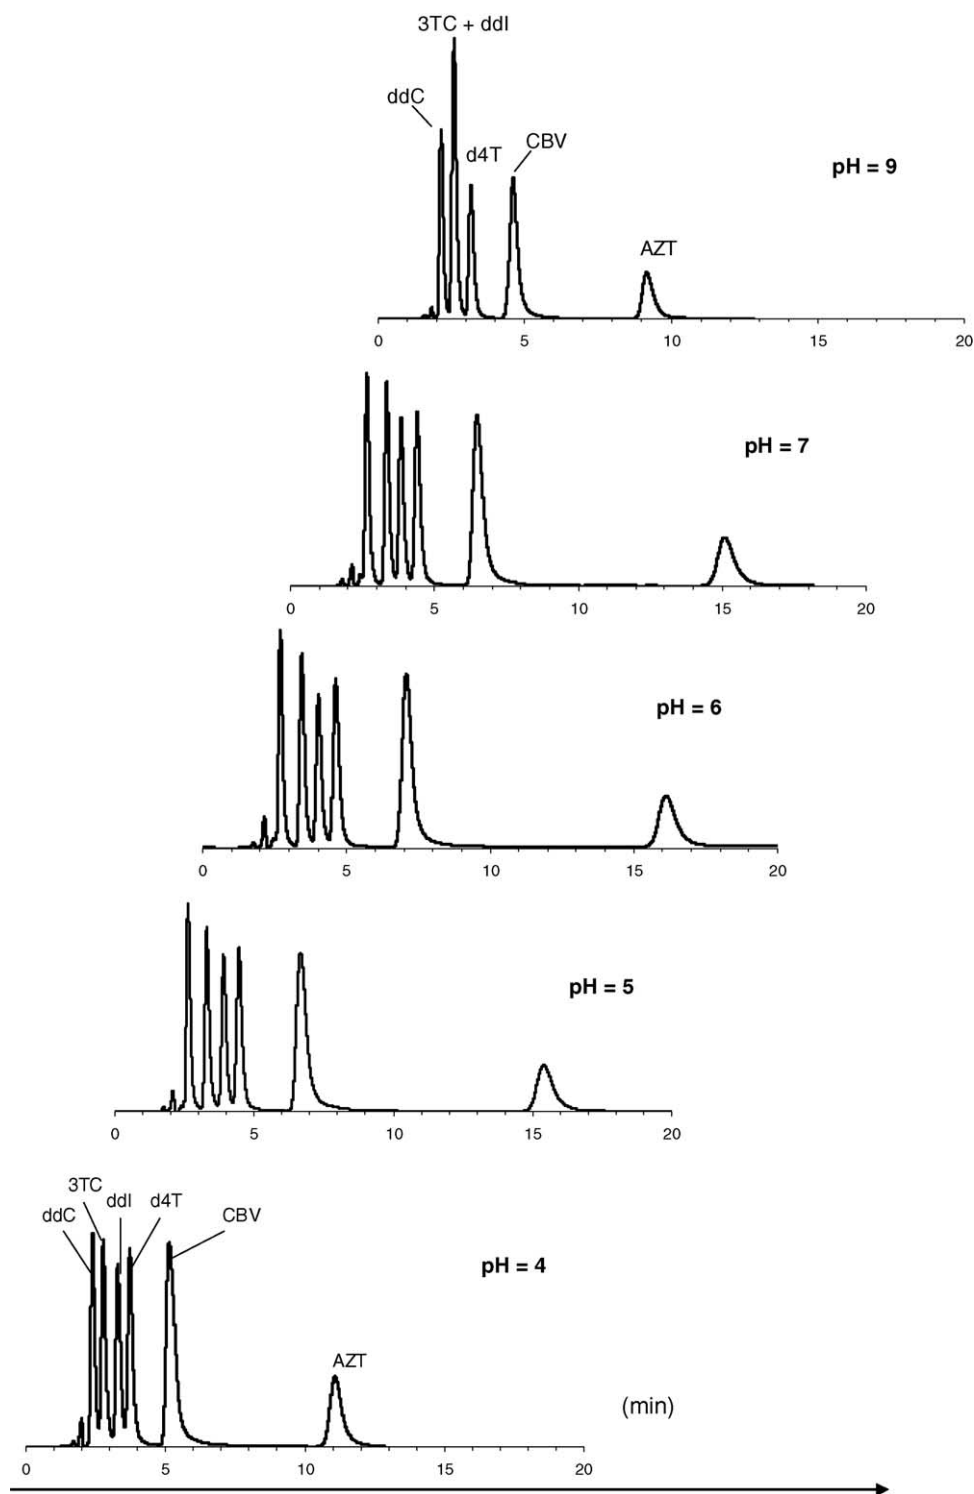 3TC + ddI
ddC
d4T
CBV
pH = 9
AZT
0 5 10 15 20
pH = 7
0 5 10 15 20
pH = 6
0 5 10 15 20
pH = 5
0 5 10 15 20
3TC
ddI
d4T
ddC
CBV
pH = 4
AZT
(min)
0 5 10 15 20